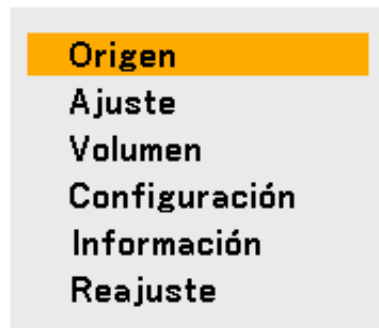 Origen
Ajuste
Volumen
Configuración
Información
Reajuste